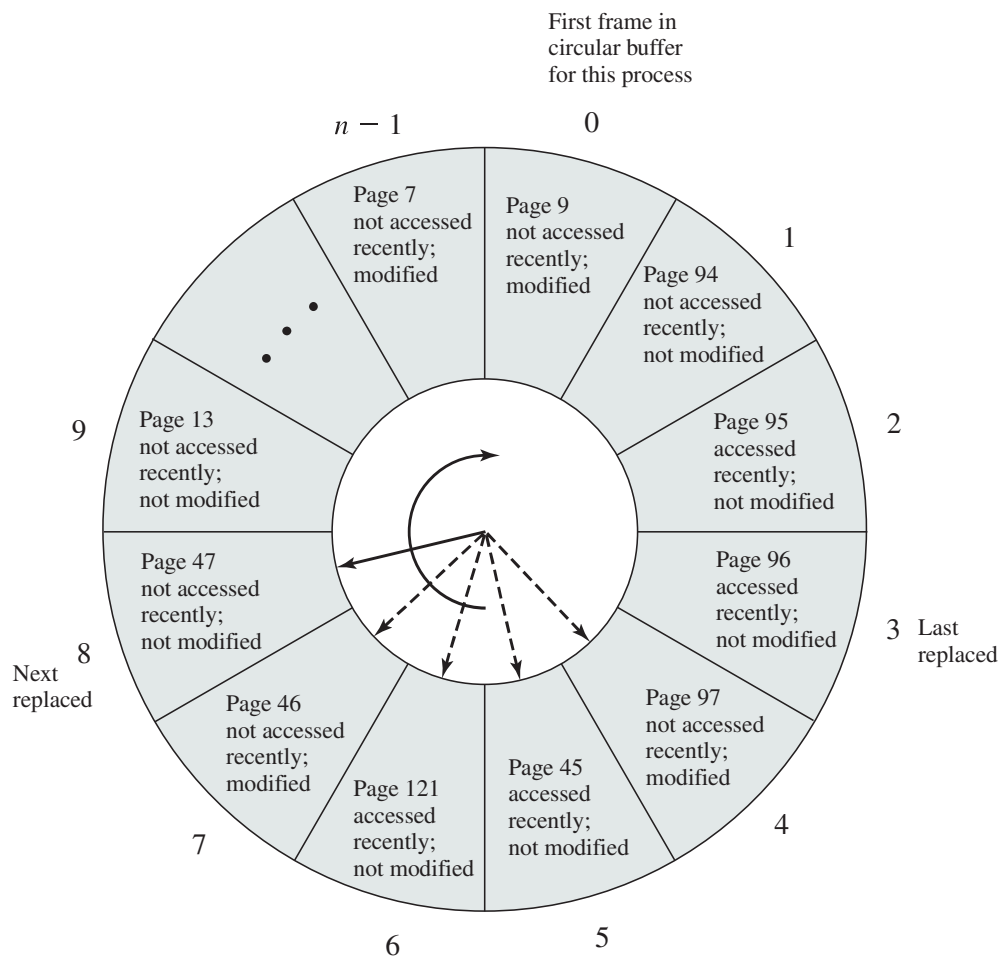 First frame in
circular buffer
for this process
n − 1
0
Page 7
not accessed
recently;
modified
Page 9
not accessed
recently;
modified
1
Page 94
not accessed
recently;
not modified
2
Page 95
accessed
recently;
not modified
Page 96
accessed
recently;
not modified
3
Last
replaced
Page 97
not accessed
recently;
modified
4
Page 45
accessed
recently;
not modified
5
Page 121
accessed
recently;
not modified
6
Page 46
not accessed
recently;
modified
7
Page 47
not accessed
recently;
not modified
8
Next
replaced
Page 13
not accessed
recently;
not modified
9